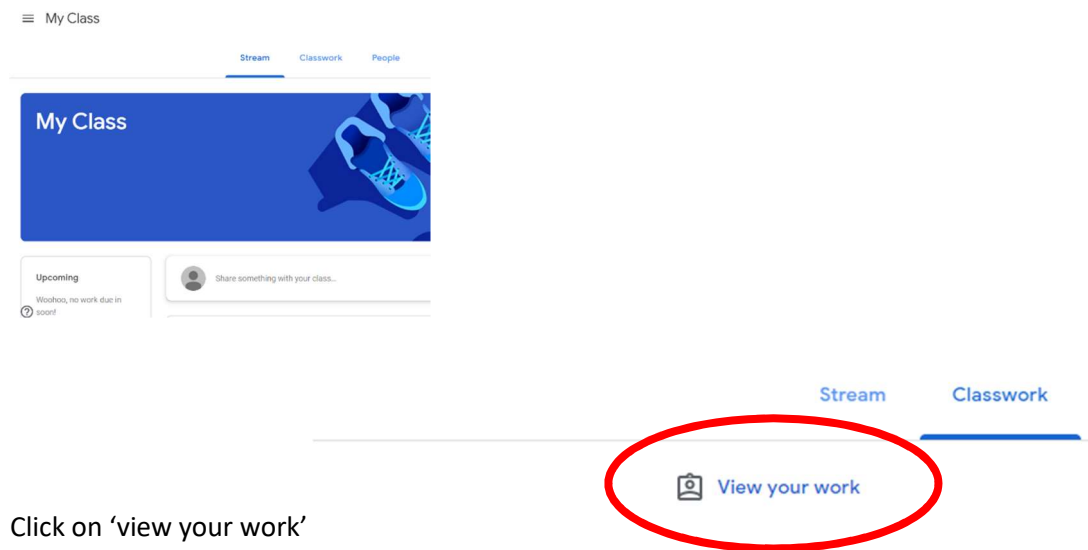 My Class
Stream Classwork People
My Class
Upcoming
Share something with your class...
Woohoo, no work due in
soon!
Stream Classwork
View your work
Click on ‘view your work’